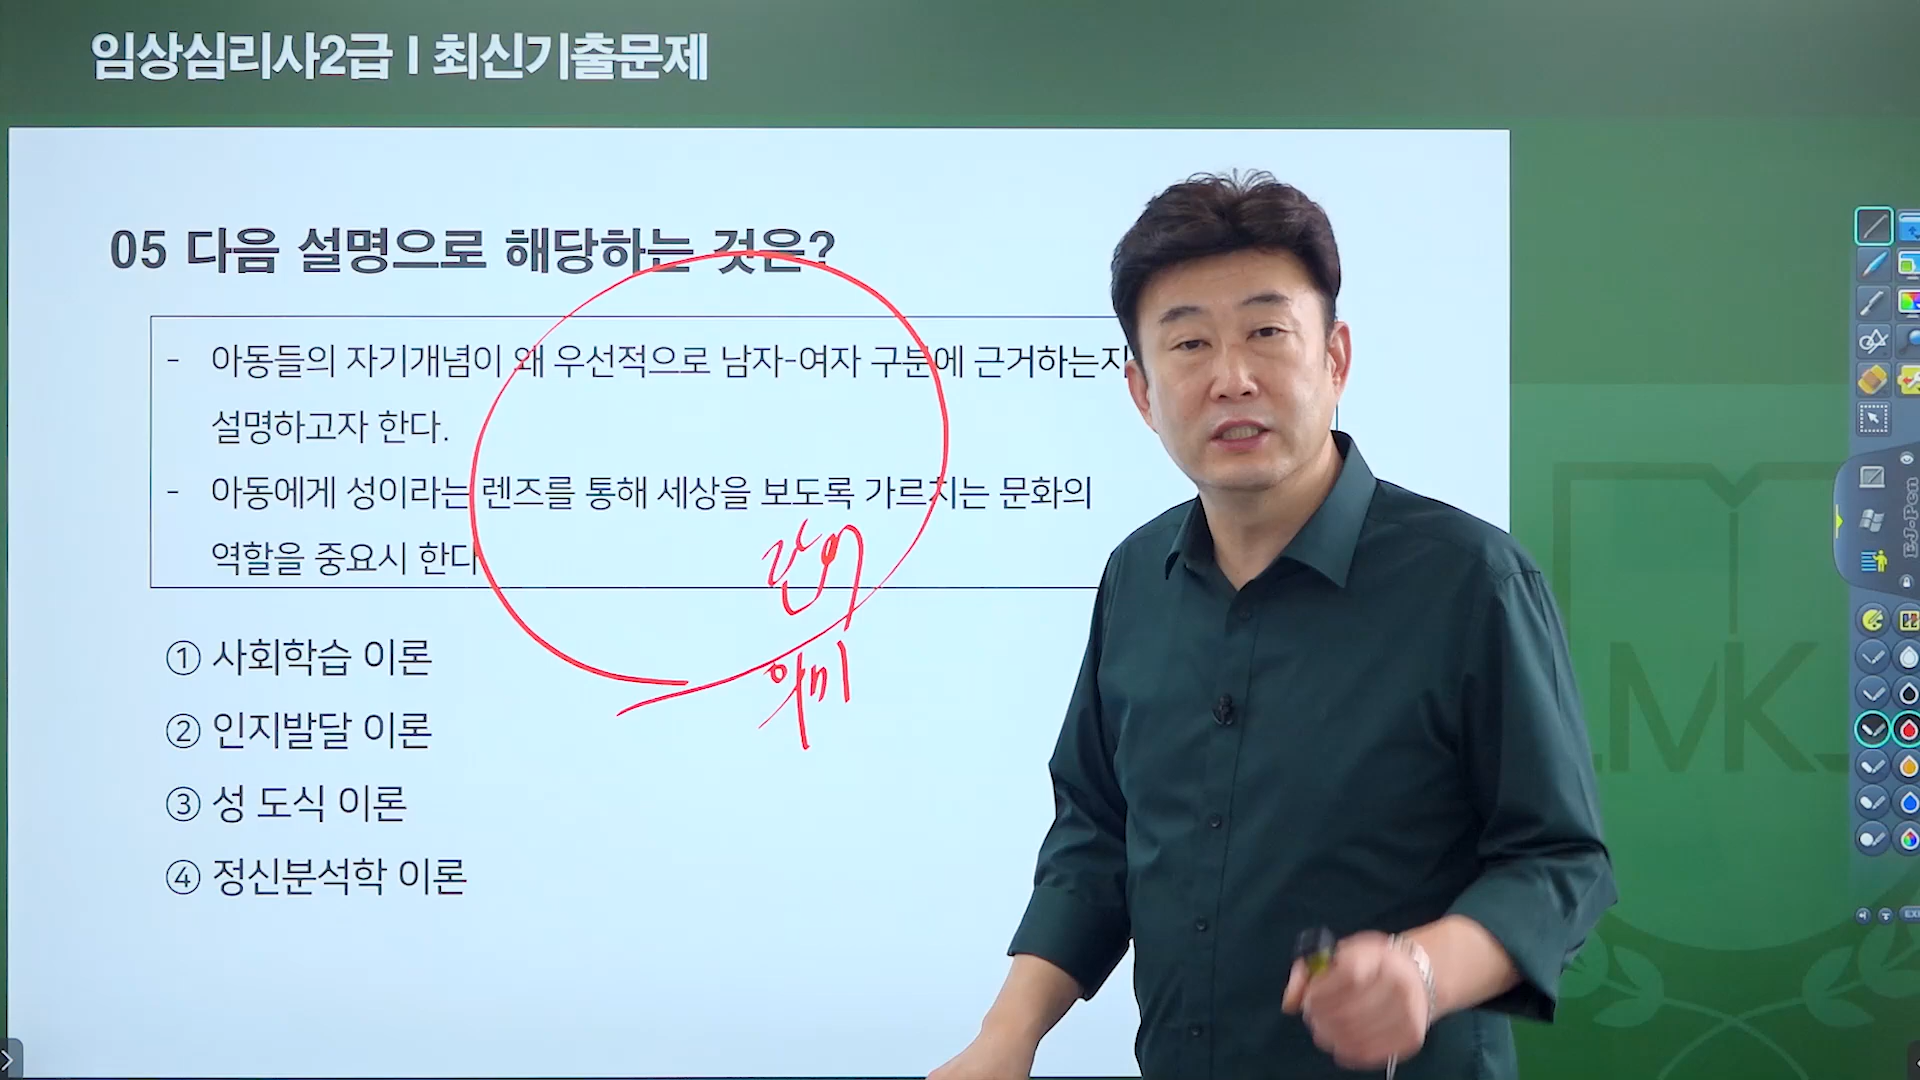 임상심리사2급 | 최신기출문제
05 다음 설명으로 해당하는 것은?
- 아동들의 자기개념이 왜 우선적으로 남자-여자 구분에 근거하는지
설명하고자 한다.
- 아동에게 성이라는 렌즈를 통해 세상을 보도록 가르치는 문화의
역할을 중요시 한다
① 사회학습 이론
② 인지발달 이론
③ 성 도식 이론
④ 정신분석학 이론
MK
E-J-Pen